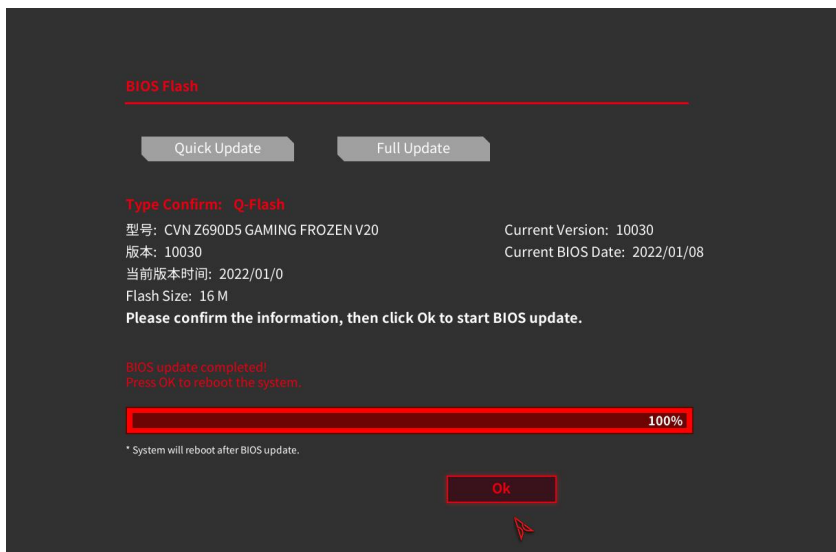 BIOS Flash
Quick Update
Full Update
Type Confirm: Q-Flash
型号: CVN Z690D5 GAMING FROZEN V20
Current Version: 10030
版本: 10030
Current BIOS Date: 2022/01/08
当前版本时间: 2022/01/0
Flash Size: 16 M
Please confirm the information, then click Ok to start BIOS update.
BIOS update completed!
Press OK to reboot the system.
100%
* System will reboot after BIOS update.
Ok